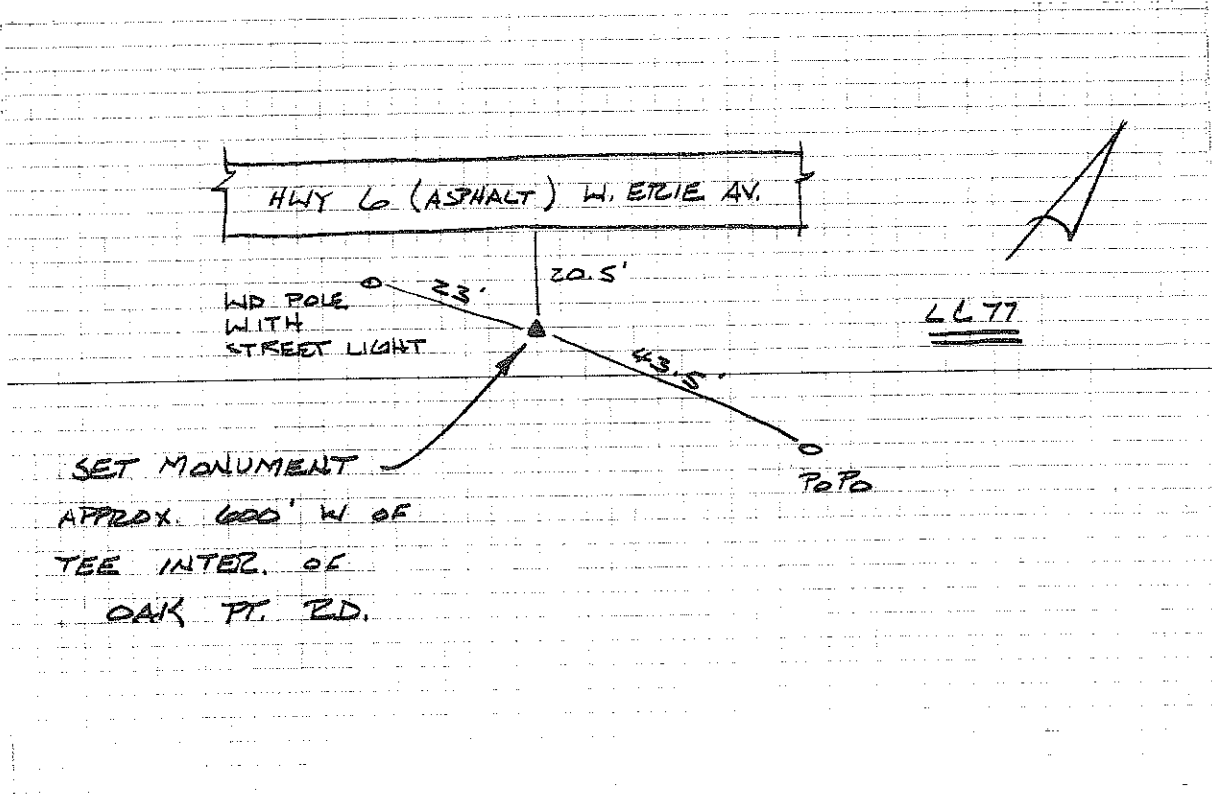 HWY 6 (ASPHALT) W. ERIE AV.
20.5'
23'
WD POLE
WITH
STREET LIGHT
LC77
43.5'
PoPo
SET MONUMENT
APPROX. 600' W OF
TEE INTER. OF
OAK PT. RD.